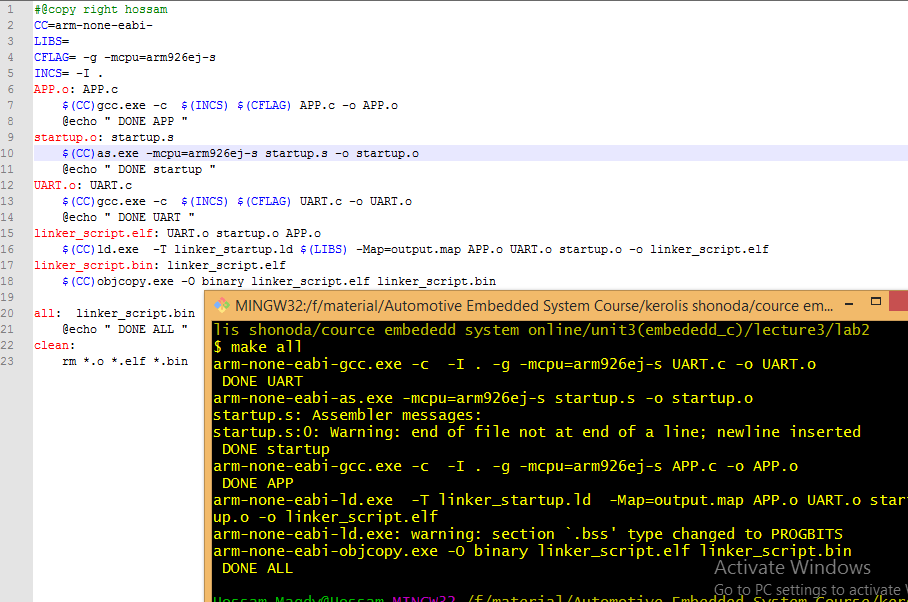 1 #@copy right hossam
2 CC=arm-none-eabi-
3 LIBS=
4 CFLAG= -g -mcpu=arm926ej-s
5 INCS= -I .
6 APP.o: APP.c
7 $(CC)gcc.exe -c  $(INCS) $(CFLAG) APP.c -o APP.o
8 @echo " DONE APP "
9 startup.o: startup.s
10 $(CC)as.exe -mcpu=arm926ej-s startup.s -o startup.o
11 @echo " DONE startup "
12 UART.o: UART.c
13 $(CC)gcc.exe -c  $(INCS) $(CFLAG) UART.c -o UART.o
14 @echo " DONE UART "
15 linker_script.elf: UART.o startup.o APP.o
16 $(CC)ld.exe  -T linker_startup.ld $(LIBS) -Map=output.map APP.o UART.o startup.o -o linker_script.elf
17 linker_script.bin: linker_script.elf
18 $(CC)objcopy.exe -O binary linker_script.elf linker_script.bin
19
20 all:  linker_script.bin
21 @echo " DONE ALL "
22 clean:
23 rm *.o *.elf *.bin
MINGW32:/f/material/Automotive Embedded System Course/kerolis shonoda/cource em...
lis shonoda/cource embededd system online/unit3(embededd_c)/lecture3/lab2
$ make all
arm-none-eabi-gcc.exe -c  -I . -g -mcpu=arm926ej-s UART.c -o UART.o
DONE UART
arm-none-eabi-as.exe -mcpu=arm926ej-s startup.s -o startup.o
startup.s: Assembler messages:
startup.s:0: Warning: end of file not at end of a line; newline inserted
DONE startup
arm-none-eabi-gcc.exe -c  -I . -g -mcpu=arm926ej-s APP.c -o APP.o
DONE APP
arm-none-eabi-ld.exe  -T linker_startup.ld  -Map=output.map APP.o UART.o star
up.o -o linker_script.elf
arm-none-eabi-ld.exe: warning: section `.bss' type changed to PROGBITS
arm-none-eabi-objcopy.exe -O binary linker_script.elf linker_script.bin
DONE ALL
Activate Windows
Go to PC settings to activate W
Hossam Magdy@Hossam MINGW32 /f/material/Automotive Embedded System Course/kero